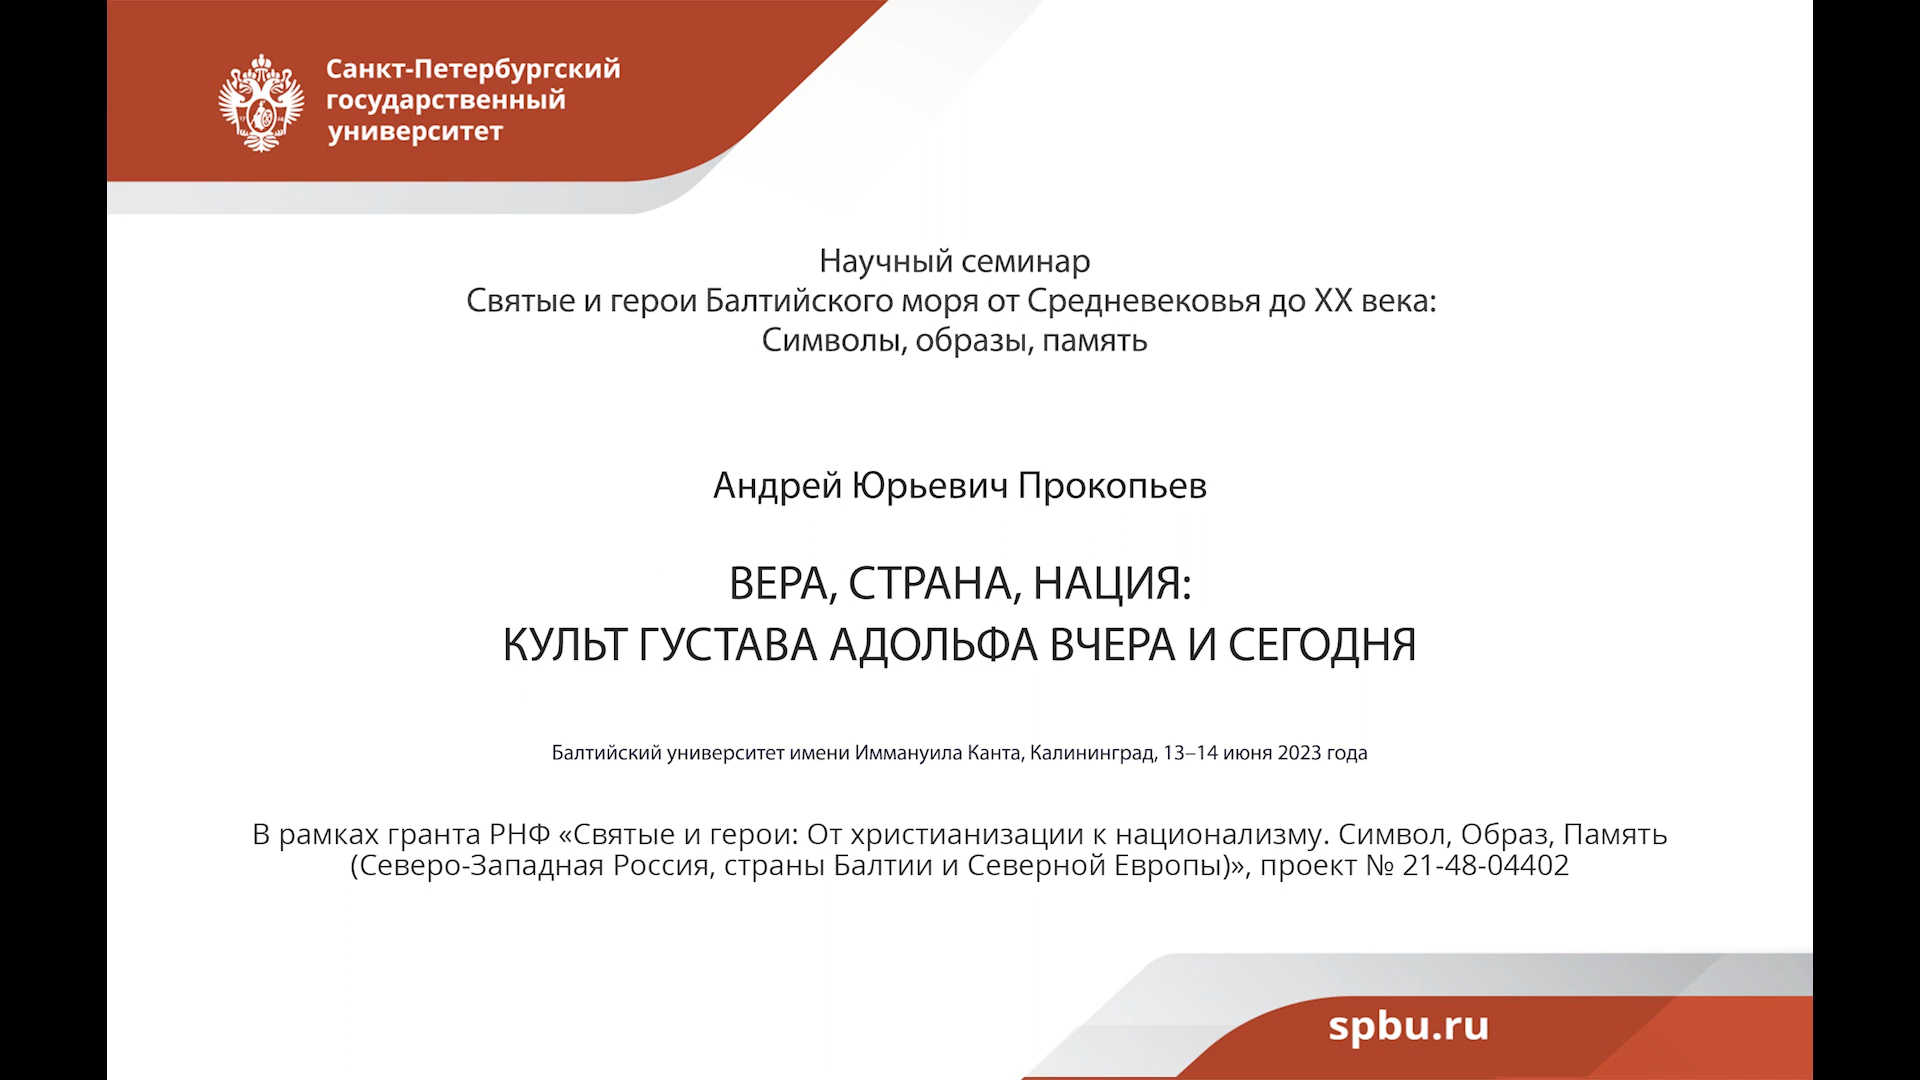 Санкт-Петербургский
государственный
университет
Научный семинар
Святые и герои Балтийского моря от Средневековья до XX века:
Символы, образы, память
Андрей Юрьевич Прокопьев
ВЕРА, СТРАНА, НАЦИЯ:
КУЛЬТ ГУСТАВА АДОЛЬФА ВЧЕРА И СЕГОДНЯ
Балтийский университет имени Иммануила Канта, Калининград, 13–14 июня 2023 года
В рамках гранта РНФ «Святые и герои: От христианизации к национализму. Символ, Образ, Память
(Северо-Западная Россия, страны Балтии и Северной Европы)», проект № 21-48-04402
spbu.ru